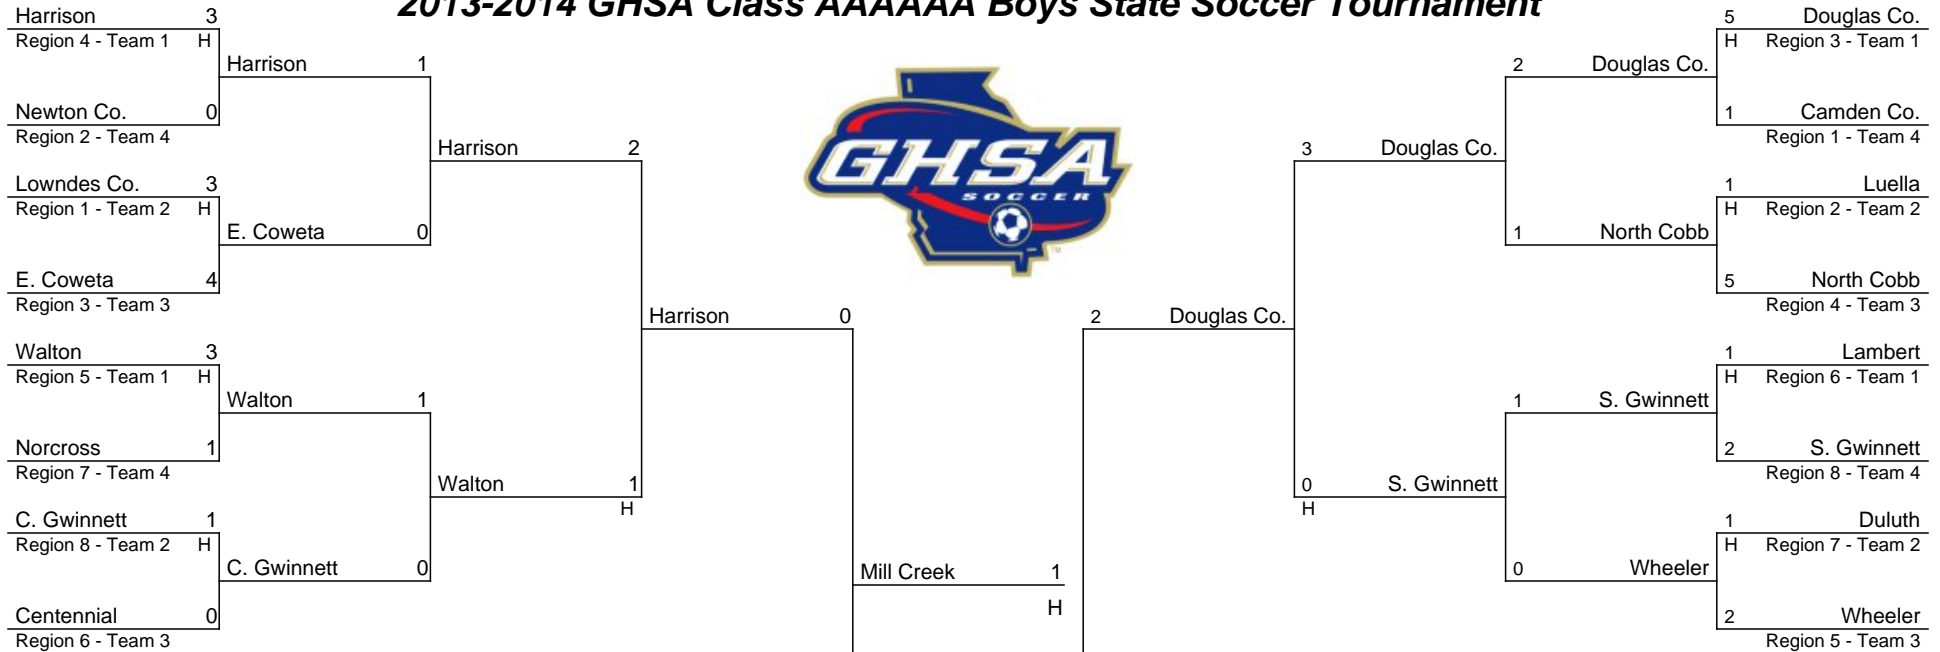 2013-2014 GHSA Class AAAAAA Boys State Soccer Tournament
Harrison 3
Region 4 - Team 1 H
Harrison 1
Newton Co. 0
Region 2 - Team 4
Harrison 2
Lowndes Co. 3
Region 1 - Team 2 H
E. Coweta 0
E. Coweta 4
Region 3 - Team 3
Harrison 0
Walton 3
Region 5 - Team 1 H
Walton 1
Norcross 1
Region 7 - Team 4
Walton 1
H
C. Gwinnett 1
Region 8 - Team 2 H
C. Gwinnett 0
Centennial 0
Region 6 - Team 3
Mill Creek 1
H
GHSA
SOCCER
TM
5 Douglas Co.
H Region 3 - Team 1
2 Douglas Co.
1 Camden Co.
Region 1 - Team 4
3 Douglas Co.
1 Luella
H Region 2 - Team 2
1 North Cobb
5 North Cobb
Region 4 - Team 3
2 Douglas Co.
1 Lambert
H Region 6 - Team 1
1 S. Gwinnett
2 S. Gwinnett
Region 8 - Team 4
0 S. Gwinnett
H
1 Duluth
H Region 7 - Team 2
0 Wheeler
2 Wheeler
Region 5 - Team 3